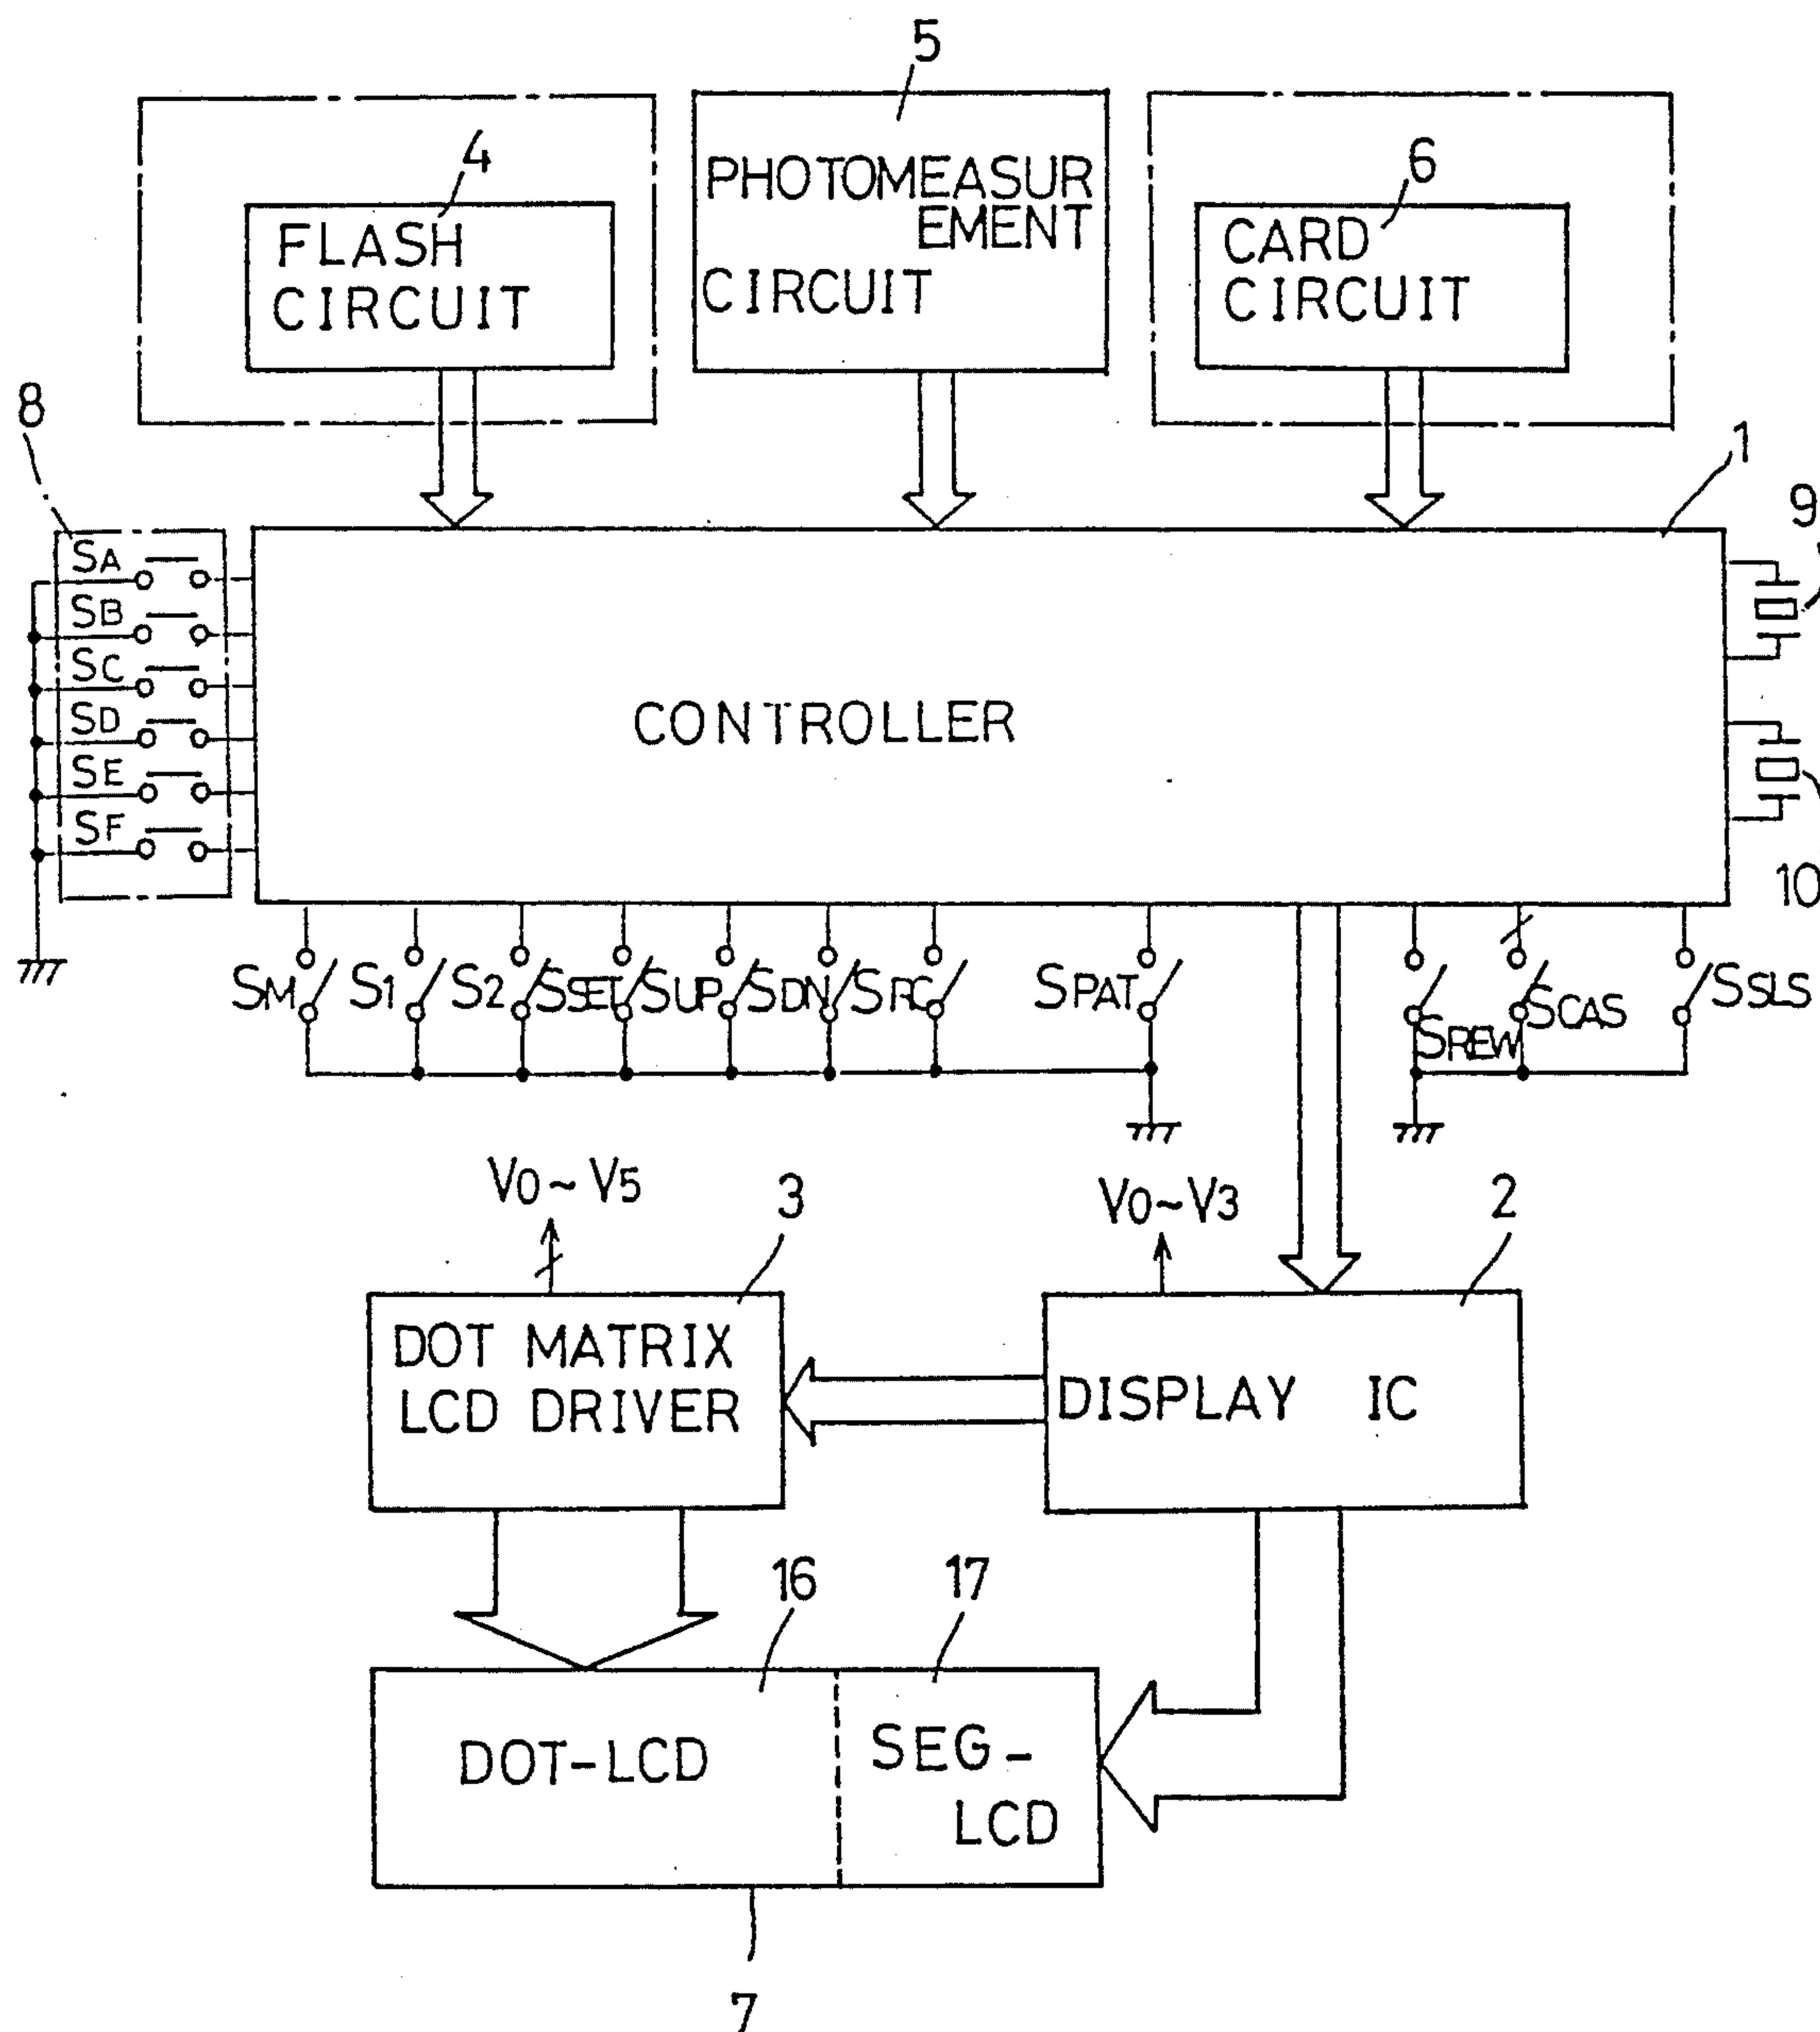 5
4
PHOTOMEASUR
EMENT
CIRCUIT
6
FLASH
CIRCUIT
CARD
CIRCUIT
8
1
9
SA
SB
SC
SD
SE
SF
CONTROLLER
10
SM S1 S2 SSET SUP SDN SRC SPAT SREW SCAS SSLS
V0~V5
3
V0~V3
2
DOT MATRIX
LCD DRIVER
DISPLAY IC
16
17
DOT-LCD
SEG-
LCD
7